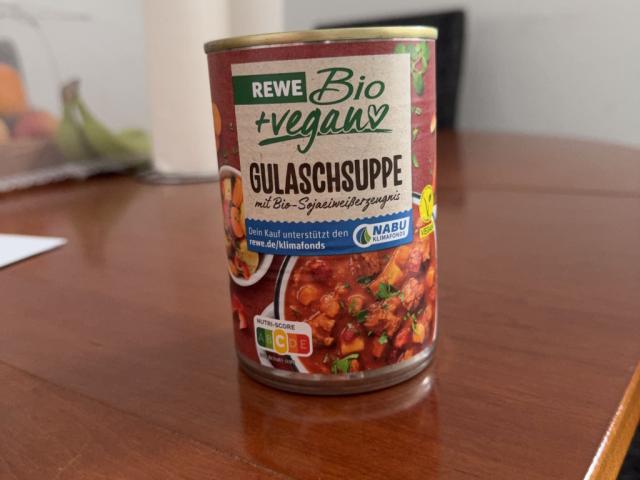 REWE Bio
+vegan
GULASCHSUPPE
mit Bio-Sojaeiweißerzeugnis
Dein Kauf unterstützt den
rewe.de/klimafonds
NABU
KLIMAFONDS
VEGAN
NUTRI-SCORE
ABCDE